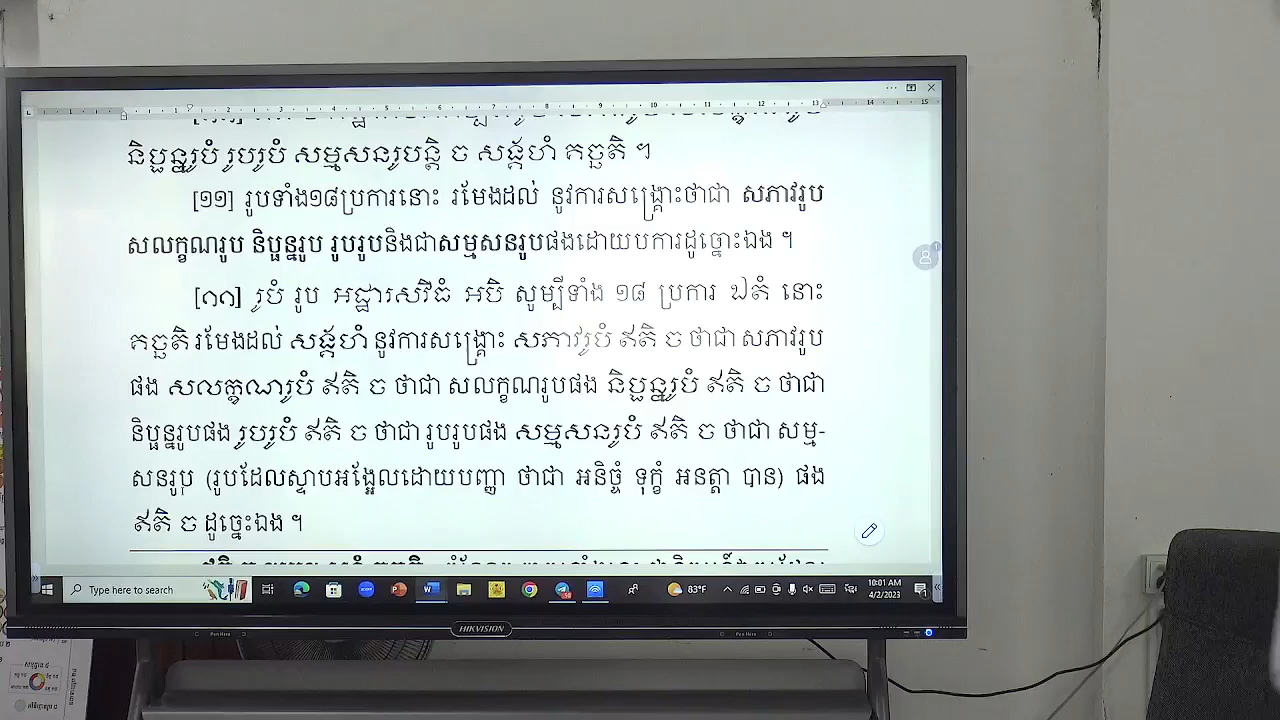 និប្ផន្នរូបំ រូបរូបំ សម្មសនរូបន្តិ ច សង្គហំ គច្ឆតិ ។
[១១] រូបទាំង១៨ប្រការនោះ រមែងដល់ នូវការសង្គ្រោះថាជា សភាវរូប
សលក្ខណរូប និប្ផន្នរូប រូបរូបនិងជាសម្មសនរូបផងដោយបការដូច្នោះឯង ។
[១១] រូបំ រូប អដ្ឋារសវិធំ អបិ សូម្បីទាំង ១៨ ប្រការ ឯតំ នោះ
គច្ឆតិ រមែងដល់ សង្គហំ នូវការសង្គ្រោះ សភាវរូបំ ឥតិ ច ថាជា សភាវរូប
ផង សលក្ខណរូបំ ឥតិ ច ថាជា សលក្ខណរូបផង និប្ផន្នរូបំ ឥតិ ច ថាជា
និប្ផន្នរូបផង រូបរូបំ ឥតិ ច ថាជា រូបរូបផង សម្មសនរូបំ ឥតិ ច ថាជា សម្ម-
សនរូប (រូបដែលស្ទាបអង្អែលដោយបញ្ញា ថាជា អនិច្ចំ ទុក្ខំ អនត្តា បាន) ផង
ឥតិ ច ដូច្នេះឯង ។
Type here to search
83°F
10:01 AM
4/2/2023
HIKVISION